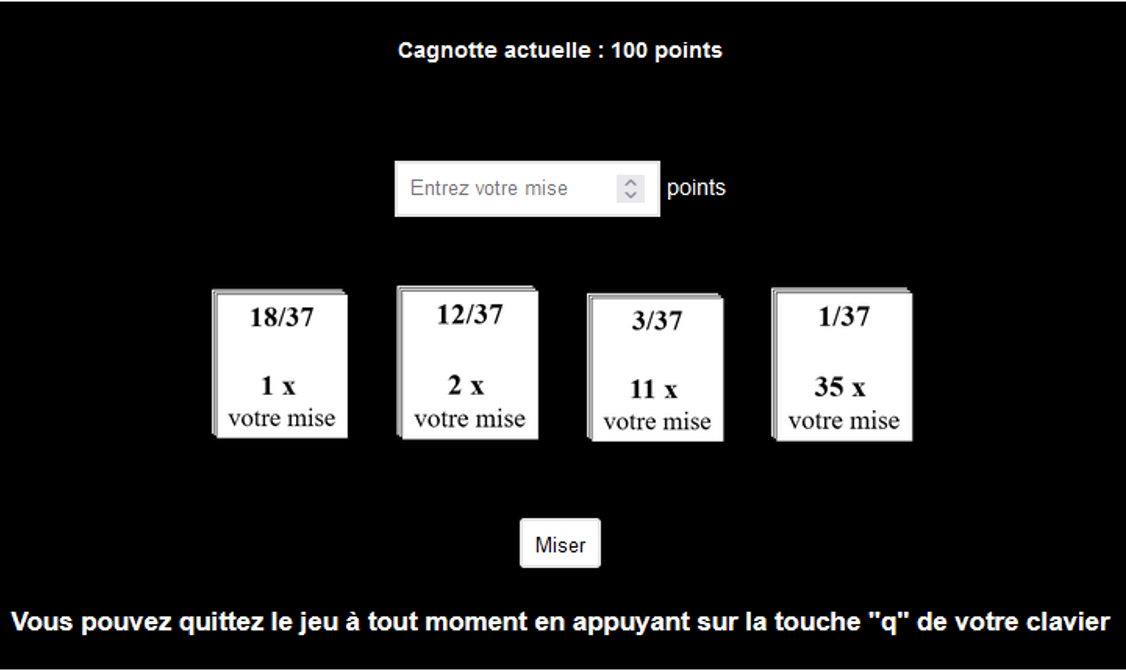 Cagnotte actuelle : 100 points
Entrez votre mise points
18/37 12/37 3/37 1/37
1 x 2 x 11 x 35 x
votre mise votre mise votre mise votre mise
Miser
Vous pouvez quittez le jeu à tout moment en appuyant sur la touche "q" de votre clavier